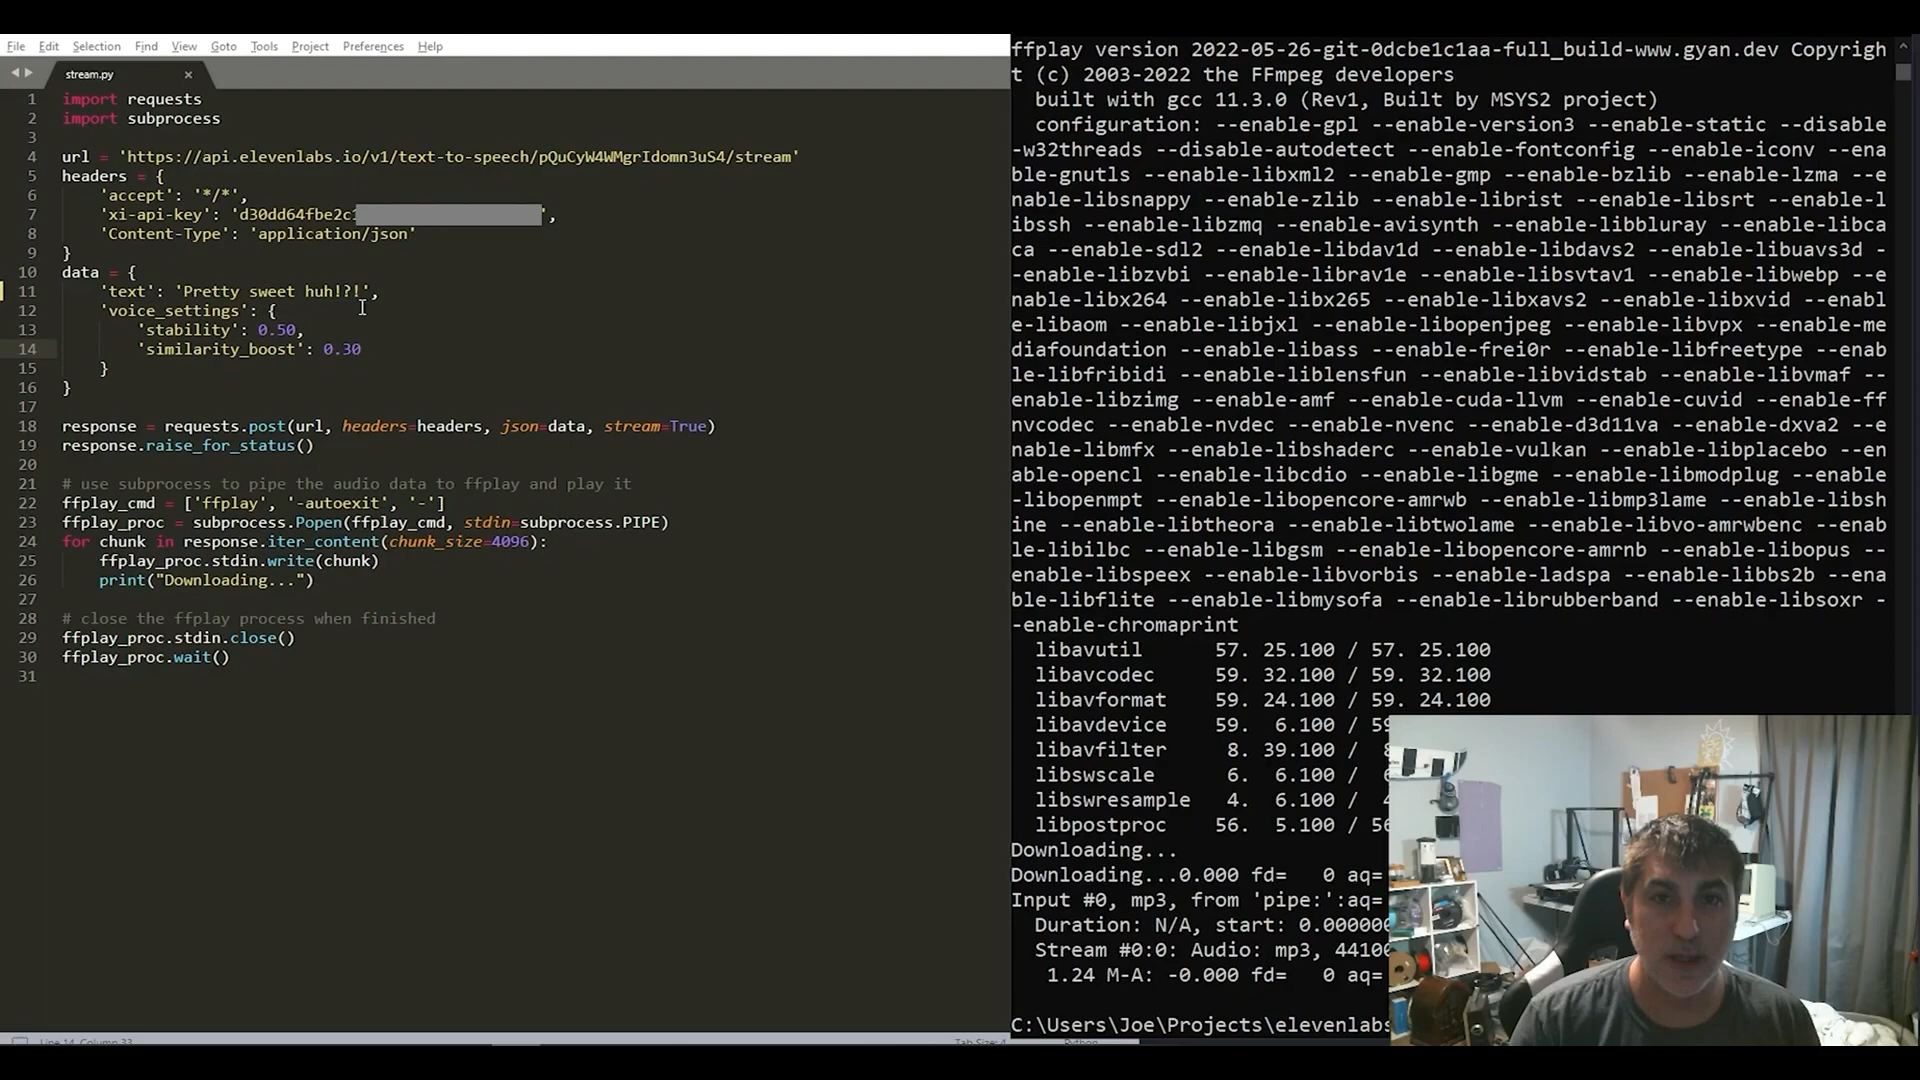 File Edit Selection Find View Goto Tools Project Preferences Help
stream.py
1 import requests
2 import subprocess
3
4 url = 'https://api.elevenlabs.io/v1/text-to-speech/pQuCyW4WMgrIdomn3uS4/stream'
5 headers = {
6 'accept': '*/*',
7 'xi-api-key': 'd30dd64fbe2c1 ',
8 'Content-Type': 'application/json'
9 }
10 data = {
11 'text': 'Pretty sweet huh!?!',
12 'voice_settings': {
13 'stability': 0.50,
14 'similarity_boost': 0.30
15 }
16 }
17
18 response = requests.post(url, headers=headers, json=data, stream=True)
19 response.raise_for_status()
20
21 # use subprocess to pipe the audio data to ffplay and play it
22 ffplay_cmd = ['ffplay', '-autoexit', '-']
23 ffplay_proc = subprocess.Popen(ffplay_cmd, stdin=subprocess.PIPE)
24 for chunk in response.iter_content(chunk_size=4096):
25 ffplay_proc.stdin.write(chunk)
26 print("Downloading...")
27
28 # close the ffplay process when finished
29 ffplay_proc.stdin.close()
30 ffplay_proc.wait()
31
Line 14, Column 33
Tab Size: 4
Python
ffplay version 2022-05-26-git-0dcbe1c1aa-full_build-www.gyan.dev Copyrigh
t (c) 2003-2022 the FFmpeg developers
built with gcc 11.3.0 (Rev1, Built by MSYS2 project)
configuration: --enable-gpl --enable-version3 --enable-static --disable
-w32threads --disable-autodetect --enable-fontconfig --enable-iconv --ena
ble-gnutls --enable-libxml2 --enable-gmp --enable-bzlib --enable-lzma --e
nable-libsnappy --enable-zlib --enable-librist --enable-libsrt --enable-l
ibssh --enable-libzmq --enable-avisynth --enable-libbluray --enable-libca
ca --enable-sdl2 --enable-libdav1d --enable-libdavs2 --enable-libuavs3d -
-enable-libzvbi --enable-librav1e --enable-libsvtav1 --enable-libwebp --e
nable-libx264 --enable-libx265 --enable-libxavs2 --enable-libxvid --enabl
e-libaom --enable-libjxl --enable-libopenjpeg --enable-libvpx --enable-me
diafoundation --enable-libass --enable-frei0r --enable-libfreetype --enab
le-libfribidi --enable-liblensfun --enable-libvidstab --enable-libvmaf --
enable-libzimg --enable-amf --enable-cuda-llvm --enable-cuvid --enable-ff
nvcodec --enable-nvdec --enable-nvenc --enable-d3d11va --enable-dxva2 --e
nable-libmfx --enable-libshaderc --enable-vulkan --enable-libplacebo --en
able-opencl --enable-libcdio --enable-libgme --enable-libmodplug --enable
-libopenmpt --enable-libopencore-amrwb --enable-libmp3lame --enable-libsh
ine --enable-libtheora --enable-libtwolame --enable-libvo-amrwbenc --enab
le-libilbc --enable-libgsm --enable-libopencore-amrnb --enable-libopus --
enable-libspeex --enable-libvorbis --enable-ladspa --enable-libbs2b --ena
ble-libflite --enable-libmysofa --enable-librubberband --enable-libsoxr -
-enable-chromaprint
libavutil 57. 25.100 / 57. 25.100
libavcodec 59. 32.100 / 59. 32.100
libavformat 59. 24.100 / 59. 24.100
libavdevice 59. 6.100 / 59
libavfilter 8. 39.100 /
libswscale 6. 6.100 /
libswresample 4. 6.100 /
libpostproc 56. 5.100 / 56
Downloading...
Downloading...0.000 fd= 0 aq=
Input #0, mp3, from 'pipe:':aq=
Duration: N/A, start: 0.000000
Stream #0:0: Audio: mp3, 44100
1.24 M-A: -0.000 fd= 0 aq=
C:\Users\Joe\Projects\elevenlabs